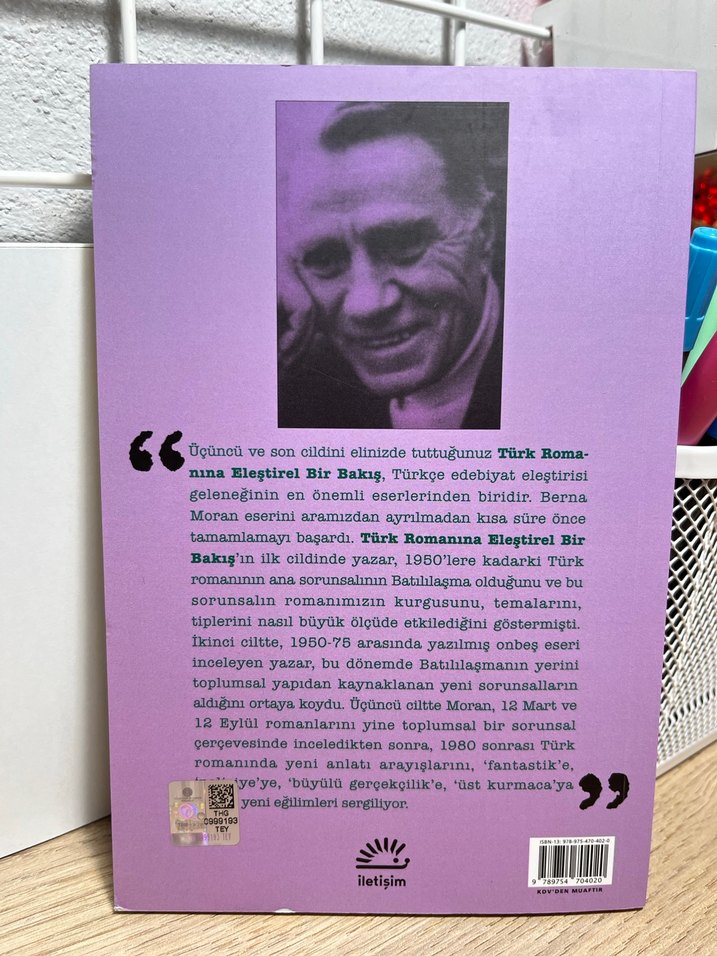 “ Üçüncü ve son cildini elinizde tuttuğunuz Türk Roma-
nına Eleştirel Bir Bakış, Türkçe edebiyat eleştirisi
geleneğinin en önemli eserlerinden biridir. Berna
Moran eserini aramızdan ayrılmadan kısa süre önce
tamamlamayı başardı. Türk Romanına Eleştirel Bir
Bakış’ın ilk cildinde yazar, 1950’lere kadarki Türk
romanının ana sorunsalının Batılılaşma olduğunu ve bu
sorunsalın romanımızın kurgusunu, temalarını,
tiplerini nasıl büyük ölçüde etkilediğini göstermişti.
İkinci ciltte, 1950-75 arasında yazılmış onbeş eseri
inceleyen yazar, bu dönemde Batılılaşmanın yerini
toplumsal yapıdan kaynaklanan yeni sorunsalların
aldığını ortaya koydu. Üçüncü ciltte Moran, 12 Mart ve
12 Eylül romanlarını yine toplumsal bir sorunsal
çerçevesinde inceledikten sonra, 1980 sonrası Türk
romanında yeni anlatı arayışlarını, ‘fantastik’e,
‘büyülü gerçekçilik’e, ‘üst kurmaca’ya
yeni eğilimleri sergiliyor. ”
THG
0999193
TEY
iletişim
ISBN-13: 978-975-470-402-0
9 789754 704020
KDV'DEN MUAFTIR